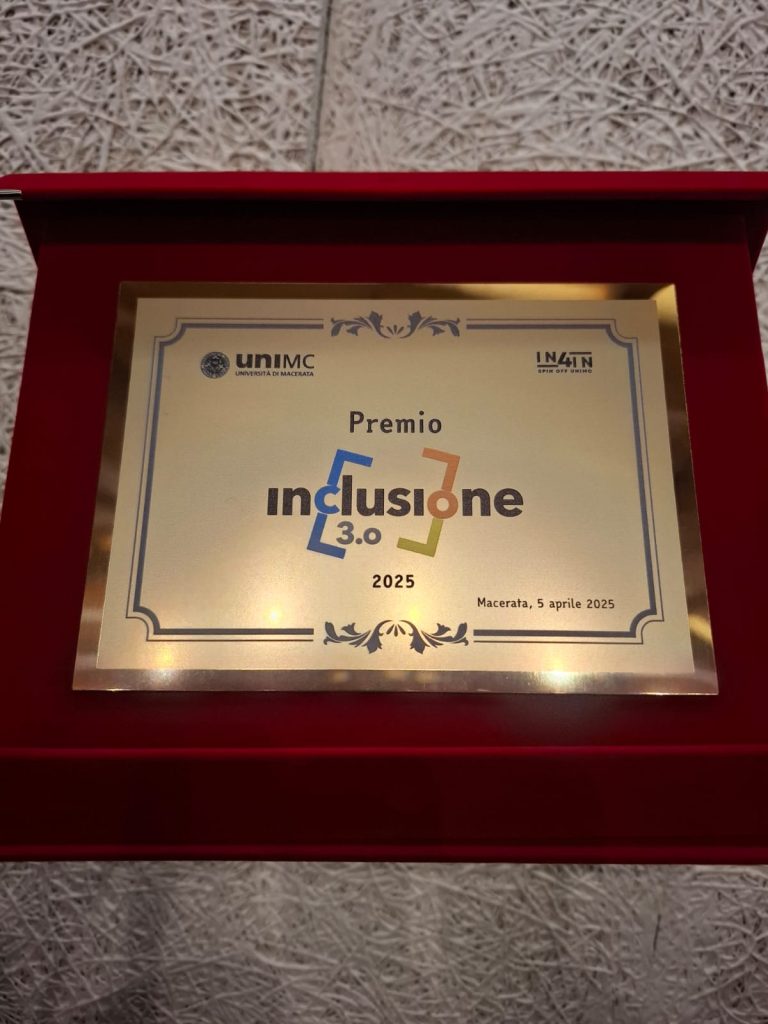 unIMC
UNIVERSITÀ DI MACERATA
IN4IN
SPIN OFF UNIMC
Premio
inclusione
3.0
2025
Macerata, 5 aprile 2025